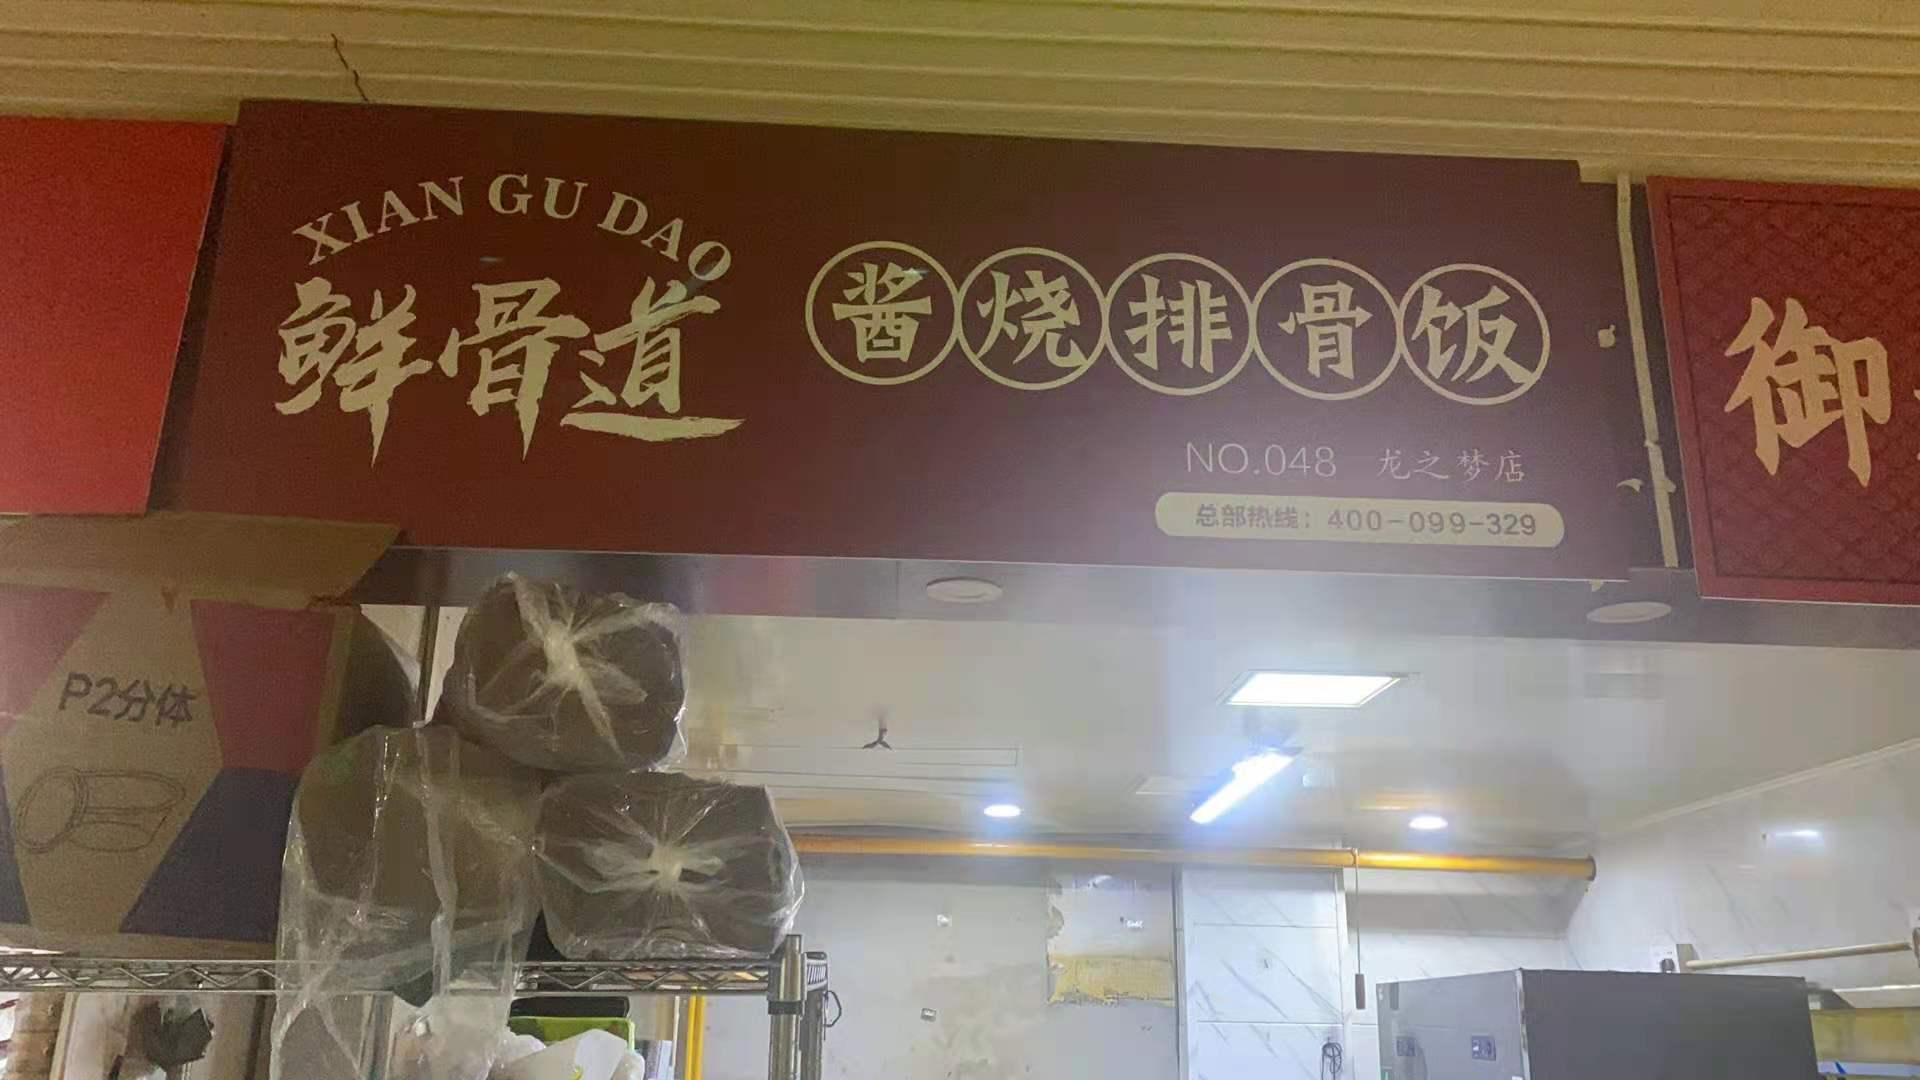 XIAN GU DAO
鲜骨道
酱烧排骨饭
NO.048 龙之梦店
总部热线：400-099-329
御
P2分体